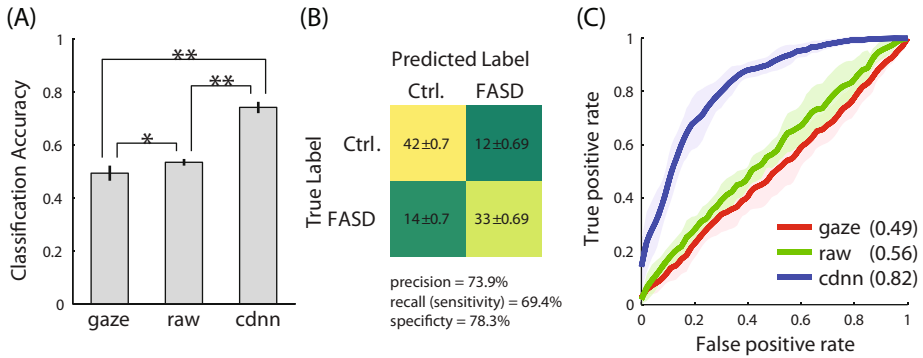 (A)
Classification Accuracy
1
0.8
0.6
0.4
0.2
0
**
**
*
gaze raw cdnn
(B)
Predicted Label
Ctrl. FASD
True Label
Ctrl. 42±0.7 12±0.69
FASD 14±0.7 33±0.69
precision = 73.9%
recall (sensitivity) = 69.4%
specificty = 78.3%
(C)
True positive rate
1
0.8
0.6
0.4
0.2
0
gaze (0.49)
raw (0.56)
cdnn (0.82)
0 0.2 0.4 0.6 0.8 1
False positive rate